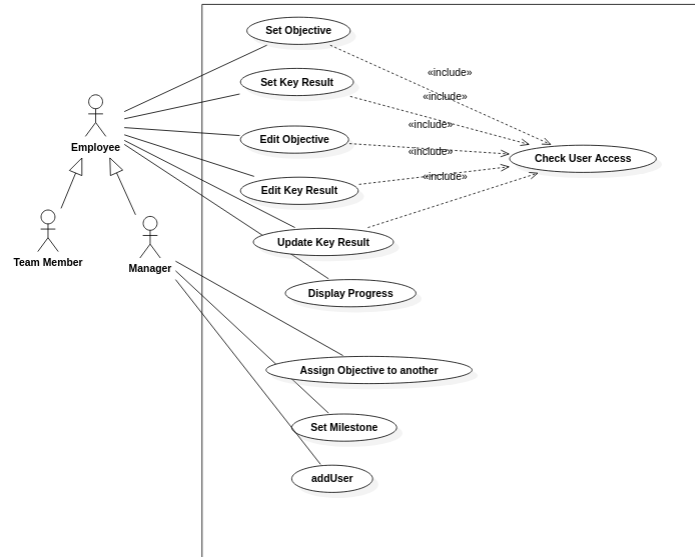 Set Objective
«include»
Set Key Result
«include»
Employee
«include»
Edit Objective
«include»
Check User Access
«include»
Edit Key Result
Team Member
Manager
Update Key Result
Display Progress
Assign Objective to another
Set Milestone
addUser